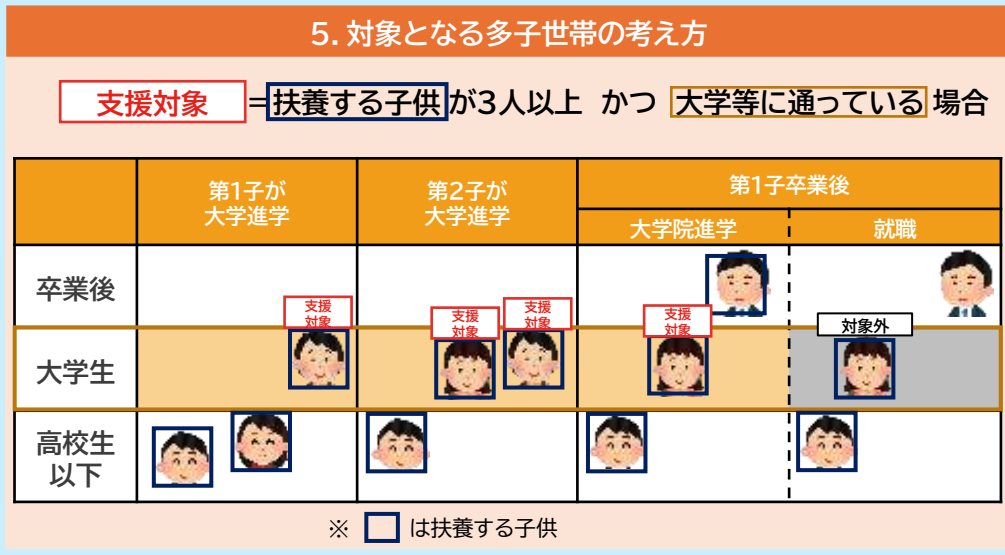 5. 対象となる多子世帯の考え方
支援対象 =扶養する子供が3人以上 かつ 大学等に通っている 場合
第1子が
大学進学
第2子が
大学進学
第1子卒業後
大学院進学
就職
卒業後
支援
対象
支援
対象
支援
対象
支援
対象
対象外
大学生
高校生
以下
※ は扶養する子供